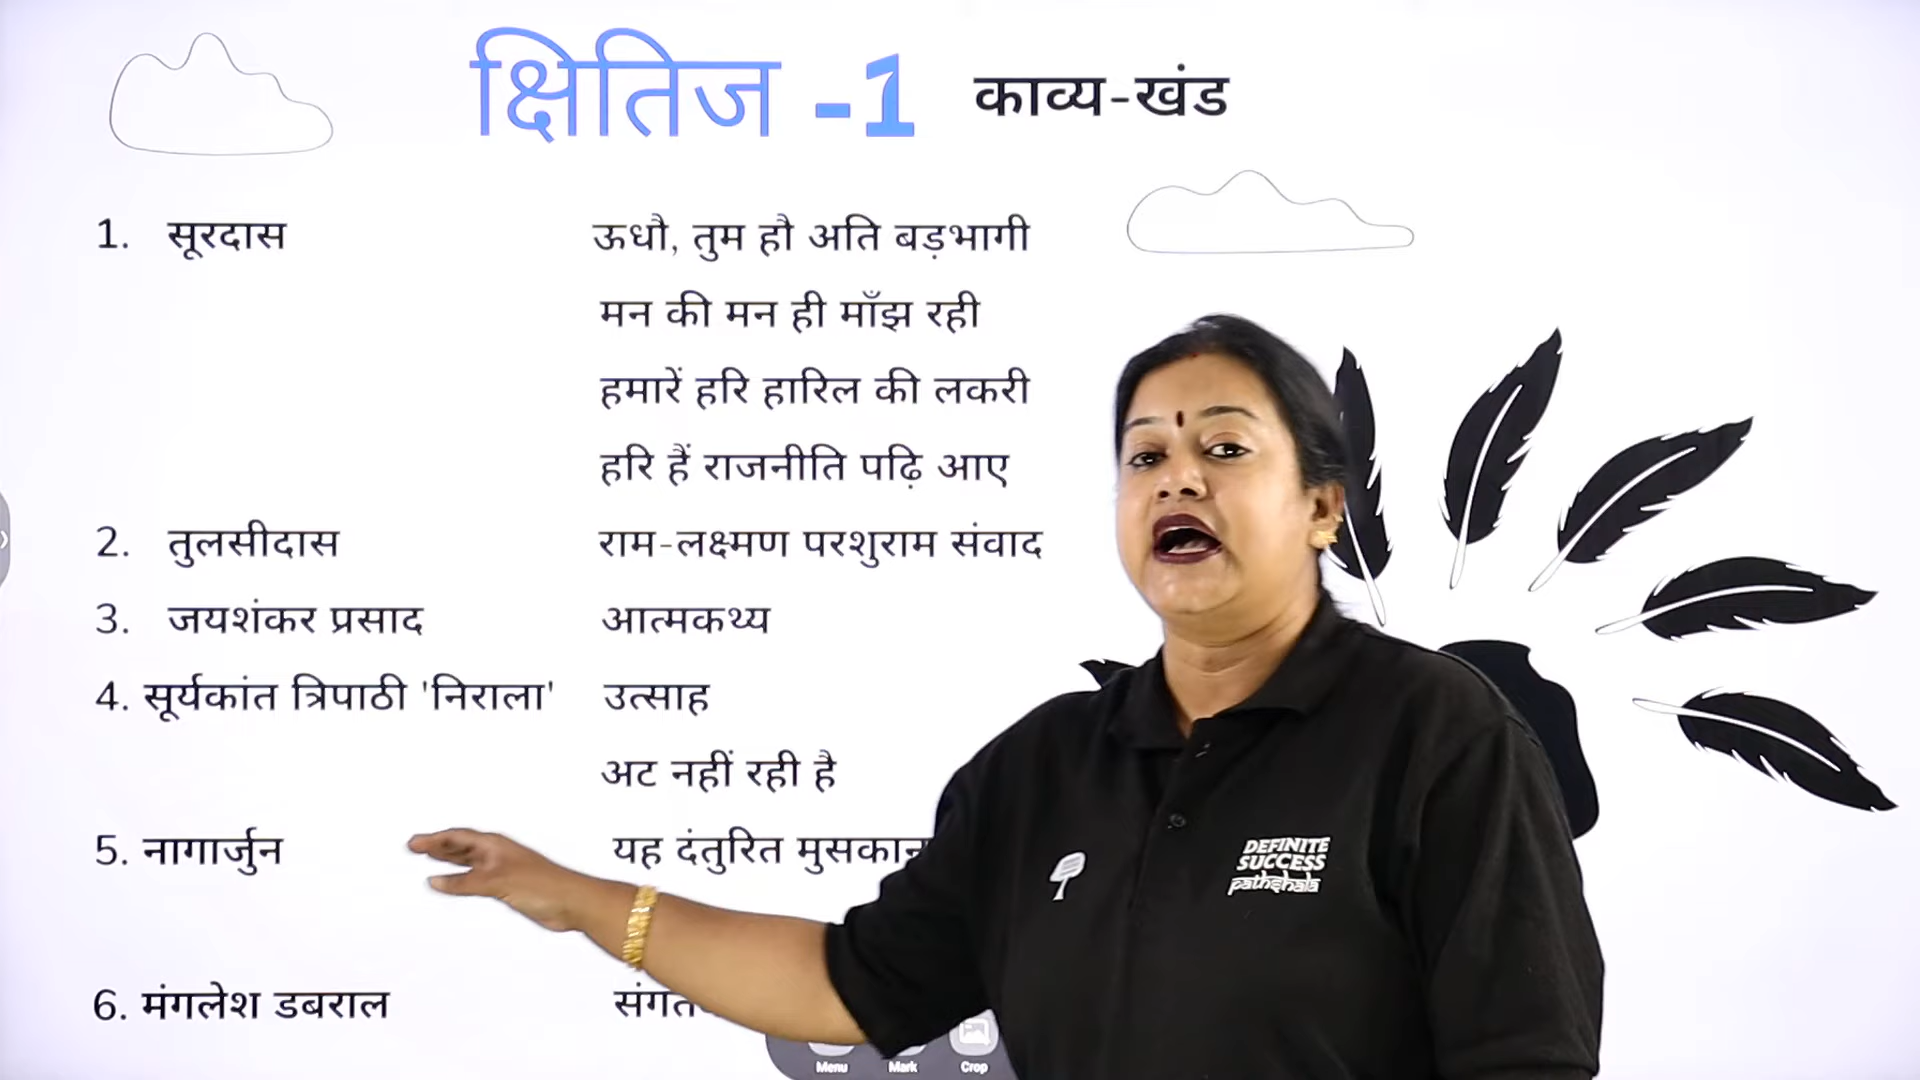 क्षितिज -1 काव्य-खंड
1. सूरदास ऊधौ, तुम हौ अति बड़भागी
मन की मन ही माँझ रही
हमारें हरि हारिल की लकरी
हरि हैं राजनीति पढ़ि आए
2. तुलसीदास राम-लक्ष्मण परशुराम संवाद
3. जयशंकर प्रसाद आत्मकथ्य
4. सूर्यकांत त्रिपाठी 'निराला' उत्साह
अट नहीं रही है
5. नागार्जुन यह दंतुरित मुसकान
6. मंगलेश डबराल
DEFINITE
SUCCESS
pathshala
Menu Mark Crop